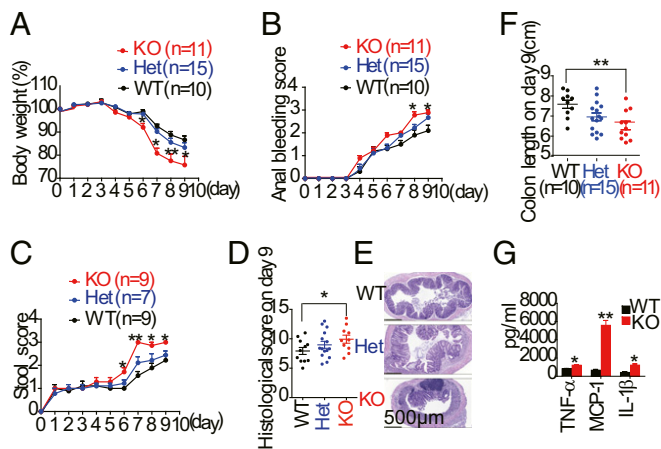 A
KO (n=11)
Het(n=15)
WT(n=10)
Body weight(%)
120
110
100
90
80
70
0 1 2 3 4 5 6 7 8 9 10(day)
* * ** *
B
KO (n=11)
Het(n=15)
WT(n=10)
Anal bleeding score
4
3
2
1
0
0 1 2 3 4 5 6 7 8 9 10(day)
* *
F
Colon length on day 9(cm)
**
9
8
7
6
5
WT Het KO
(n=10) (n=15) (n=11)
C
KO (n=9)
Het(n=7)
WT(n=9)
Stool score
4
3
2
1
0
0 1 2 3 4 5 6 7 8 9 10(day)
* ** * *
D
Histological score on day 9
*
15
10
5
0
WT Het KO
E
WT
Het
KO
500μm
G
WT
KO
pg/ml
8000
6000
4000
2000
0
* ** *
TNF-α MCP-1 IL-1β